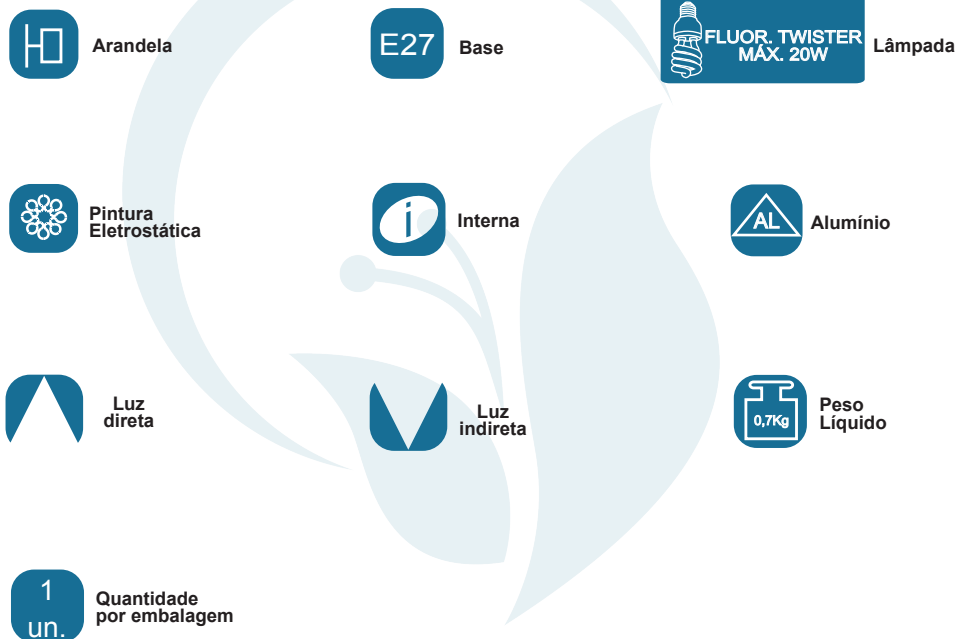 Arandela
E27
Base
FLUOR. TWISTER
MÁX. 20W
Lâmpada
Pintura
Eletrostática
i
Interna
AL
Alumínio
Luz
direta
Luz
indireta
0,7Kg
Peso
Líquido
1
un.
Quantidade
por embalagem